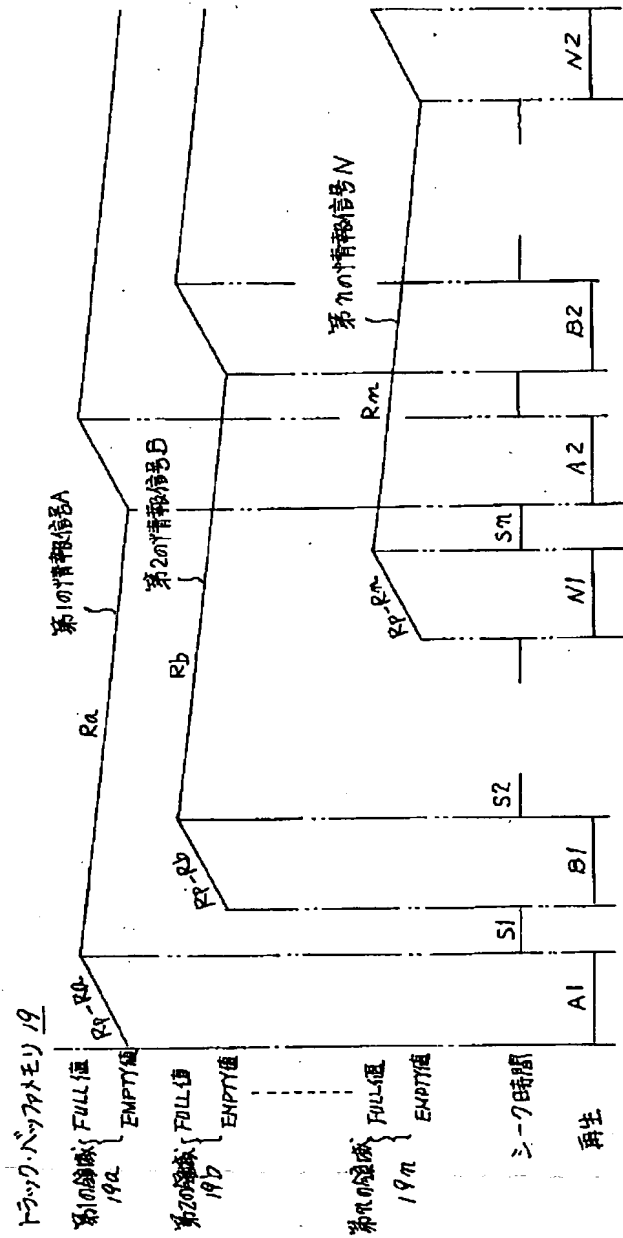 トラック・バッファメモリ 19
第1の領域 { FULL値
19a EMPTY値
第2の領域 { FULL値
19b EMPTY値
第nの領域 { FULL値
19n EMPTY値
シーク時間
再生
Rp-Ra
Ra
第1の情報信号A
Rp-Rb
Rb
第2の情報信号B
Rp-Rn
Rn
第nの情報信号N
S1
S2
Sn
A1
B1
N1
A2
B2
N2